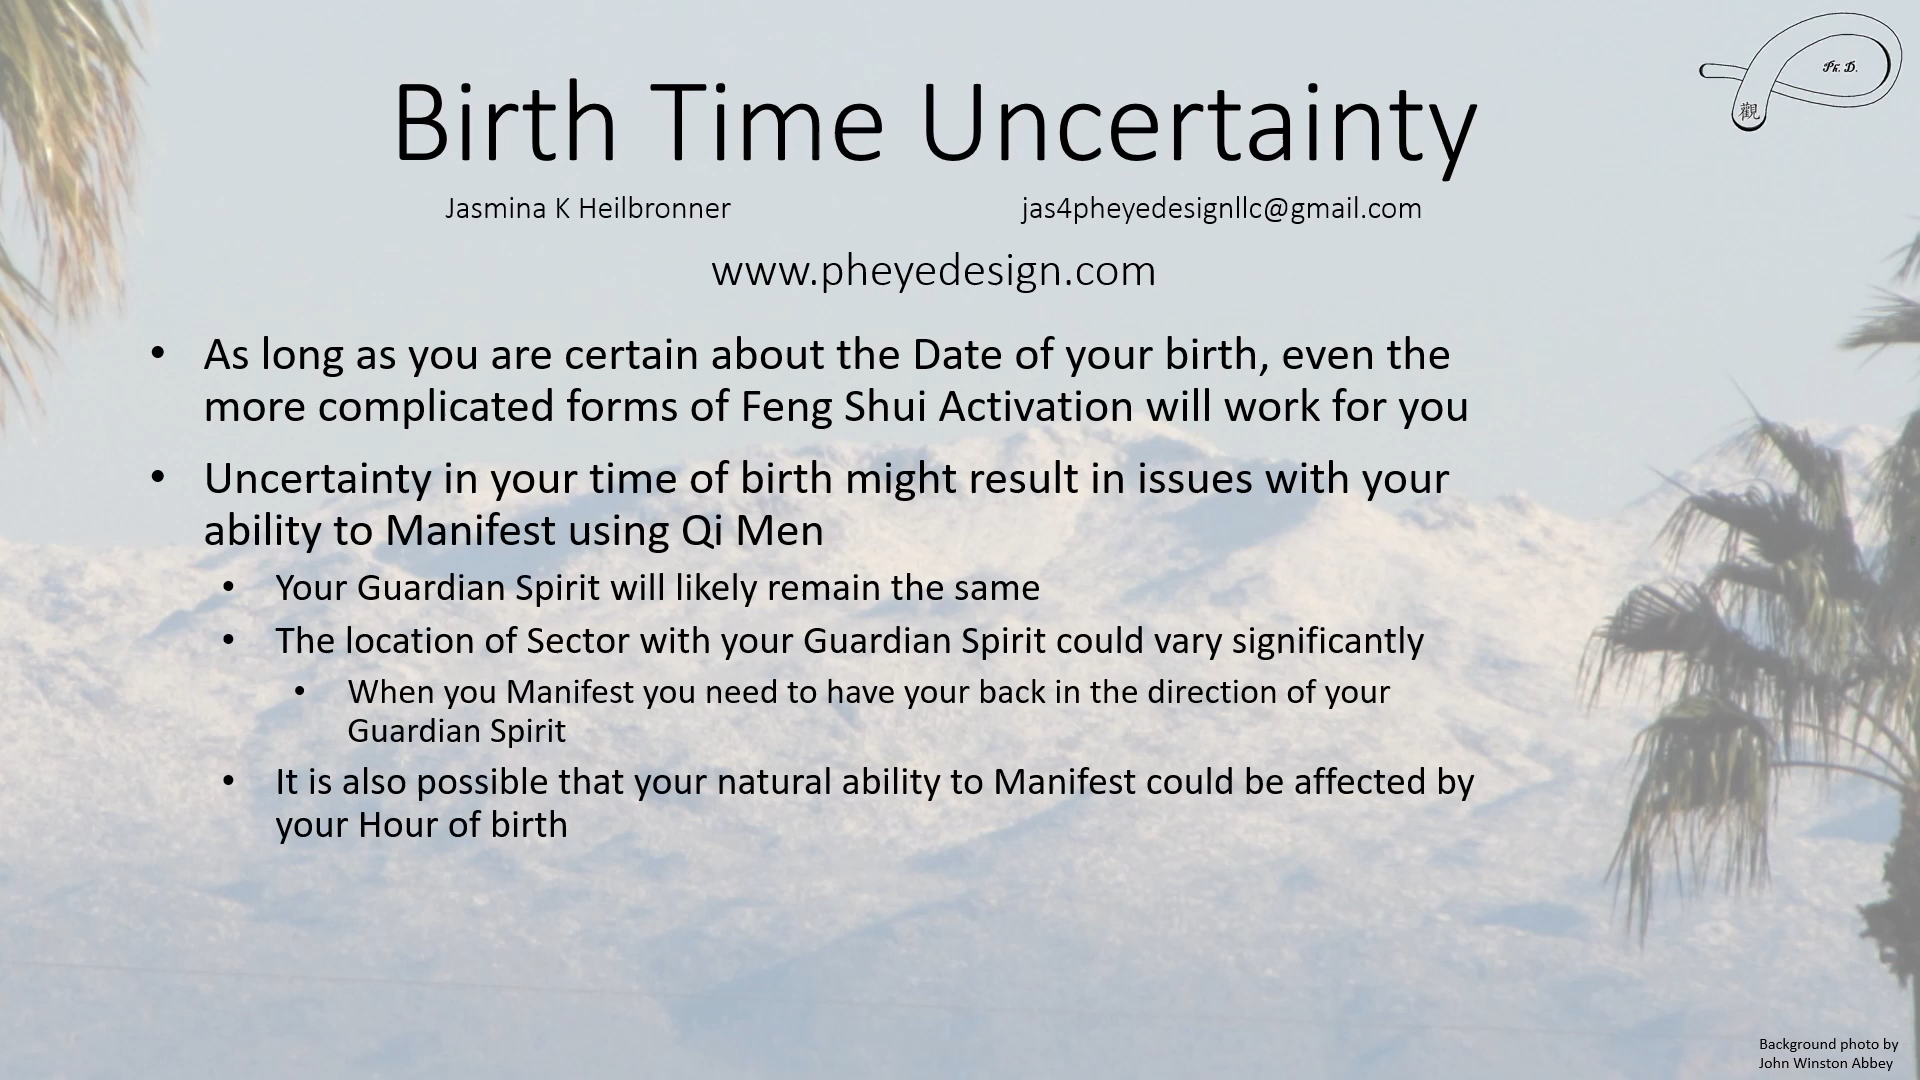 Ph. D.
觀
Birth Time Uncertainty
Jasmina K Heilbronner
jas4pheyedesignllc@gmail.com
www.pheyedesign.com
• As long as you are certain about the Date of your birth, even the
more complicated forms of Feng Shui Activation will work for you
• Uncertainty in your time of birth might result in issues with your
ability to Manifest using Qi Men
• Your Guardian Spirit will likely remain the same
• The location of Sector with your Guardian Spirit could vary significantly
• When you Manifest you need to have your back in the direction of your
Guardian Spirit
• It is also possible that your natural ability to Manifest could be affected by
your Hour of birth
Background photo by
John Winston Abbey